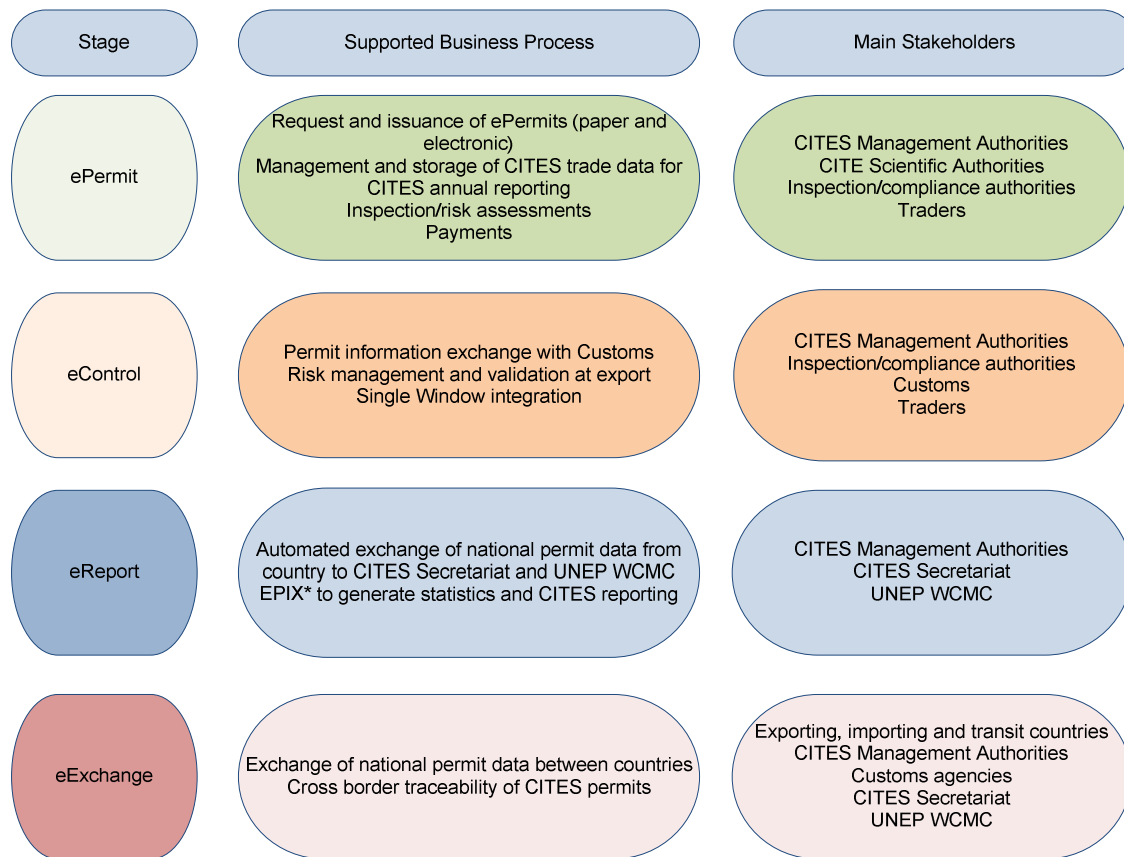 Stage
Supported Business Process
Main Stakeholders
ePermit
Request and issuance of ePermits (paper and
electronic)
Management and storage of CITES trade data for
CITES annual reporting
Inspection/risk assessments
Payments
CITES Management Authorities
CITE Scientific Authorities
Inspection/compliance authorities
Traders
eControl
Permit information exchange with Customs
Risk management and validation at export
Single Window integration
CITES Management Authorities
Inspection/compliance authorities
Customs
Traders
eReport
Automated exchange of national permit data from
country to CITES Secretariat and UNEP WCMC
EPIX* to generate statistics and CITES reporting
CITES Management Authorities
CITES Secretariat
UNEP WCMC
eExchange
Exchange of national permit data between countries
Cross border traceability of CITES permits
Exporting, importing and transit countries
CITES Management Authorities
Customs agencies
CITES Secretariat
UNEP WCMC